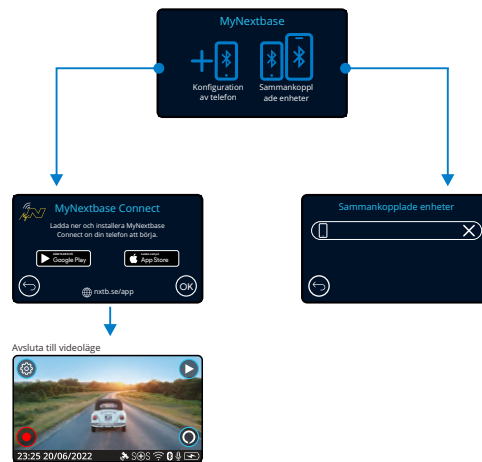 MyNextbase
Konfiguration
av telefon
Sammankoppl
ade enheter
MyNextbase Connect
Ladda ner och installera MyNextbase
Connect on din telefon att börja.
Google Play
App Store
OK
nxtb.se/app
Sammankopplade enheter
Avsluta till videoläge
23:25 20/06/2022
SOS